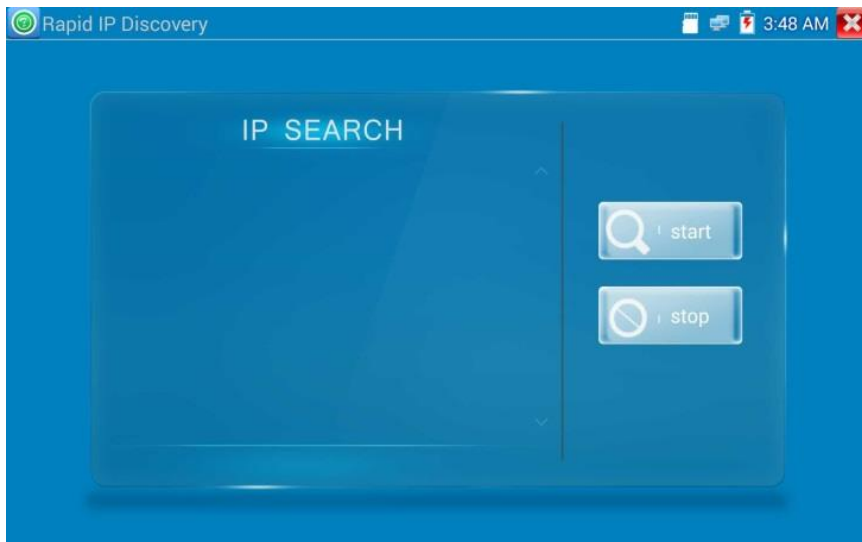 Rapid IP Discovery
3:48 AM
IP SEARCH
start
stop